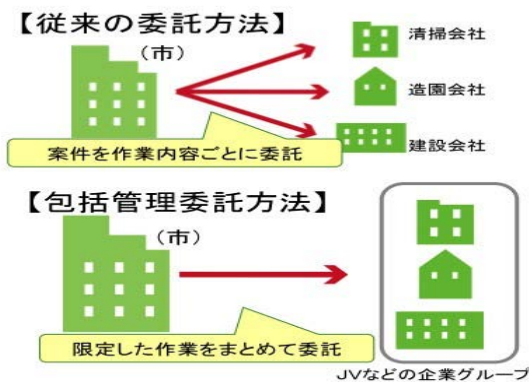 【従来の委託方法】
（市）
清掃会社
造園会社
建設会社
案件を作業内容ごとに委託
【包括管理委託方法】
（市）
限定した作業をまとめて委託
JVなどの企業グループ